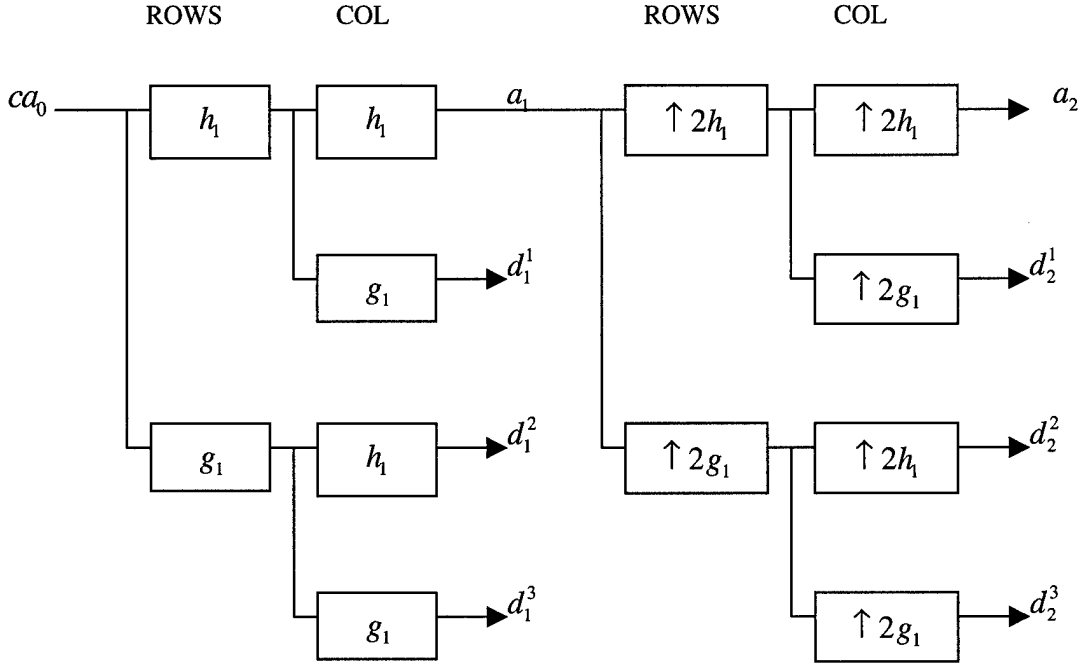 ROWS COL ROWS COL
ca₀ h₁ h₁ a₁ ↑2h₁ ↑2h₁ a₂
g₁ d₁¹ ↑2g₁ d₂¹
g₁ h₁ d₁² ↑2g₁ ↑2h₁ d₂²
g₁ d₁³ ↑2g₁ d₂³